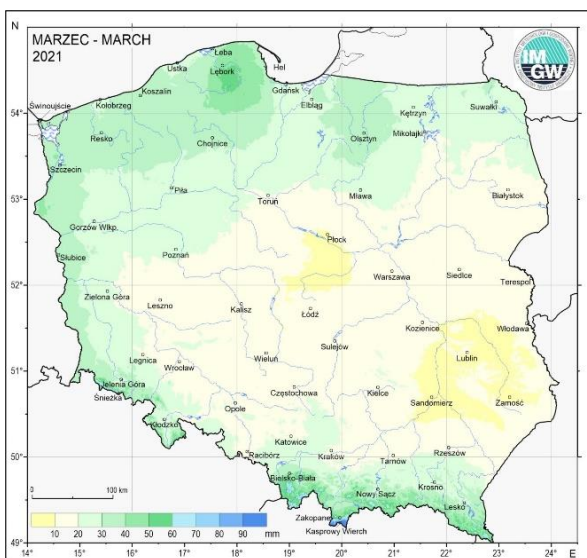 MARZEC - MARCH
2021
IMGW
Łeba
Ustka
Lębork
Hel
Gdańsk
Koszalin
Kołobrzeg
Świnoujście
Elbląg
Kętrzyn
Suwałki
Resko
Chojnice
Olsztyn
Mikołajki
Szczecin
Piła
Toruń
Mława
Białystok
Gorzów Wlkp.
Płock
Słubice
Poznań
Warszawa
Siedlce
Terespol
Zielona Góra
Leszno
Kalisz
Łódź
Kozienice
Włodawa
Sulejów
Legnica
Wrocław
Wieluń
Lublin
Jelenia Góra
Śnieżka
Częstochowa
Kielce
Sandomierz
Zamość
Opole
Kłodzko
Katowice
Racibórz
Kraków
Tarnów
Rzeszów
Bielsko-Biała
Nowy Sącz
Krosno
Lesko
Zakopane
Kasprowy Wierch
54°
53°
52°
51°
50°
49°
0 100 km
10 20 30 40 50 60 70 80 90 mm
14° 15° 16° 17° 18° 19° 20° 21° 22° 23° 24° E